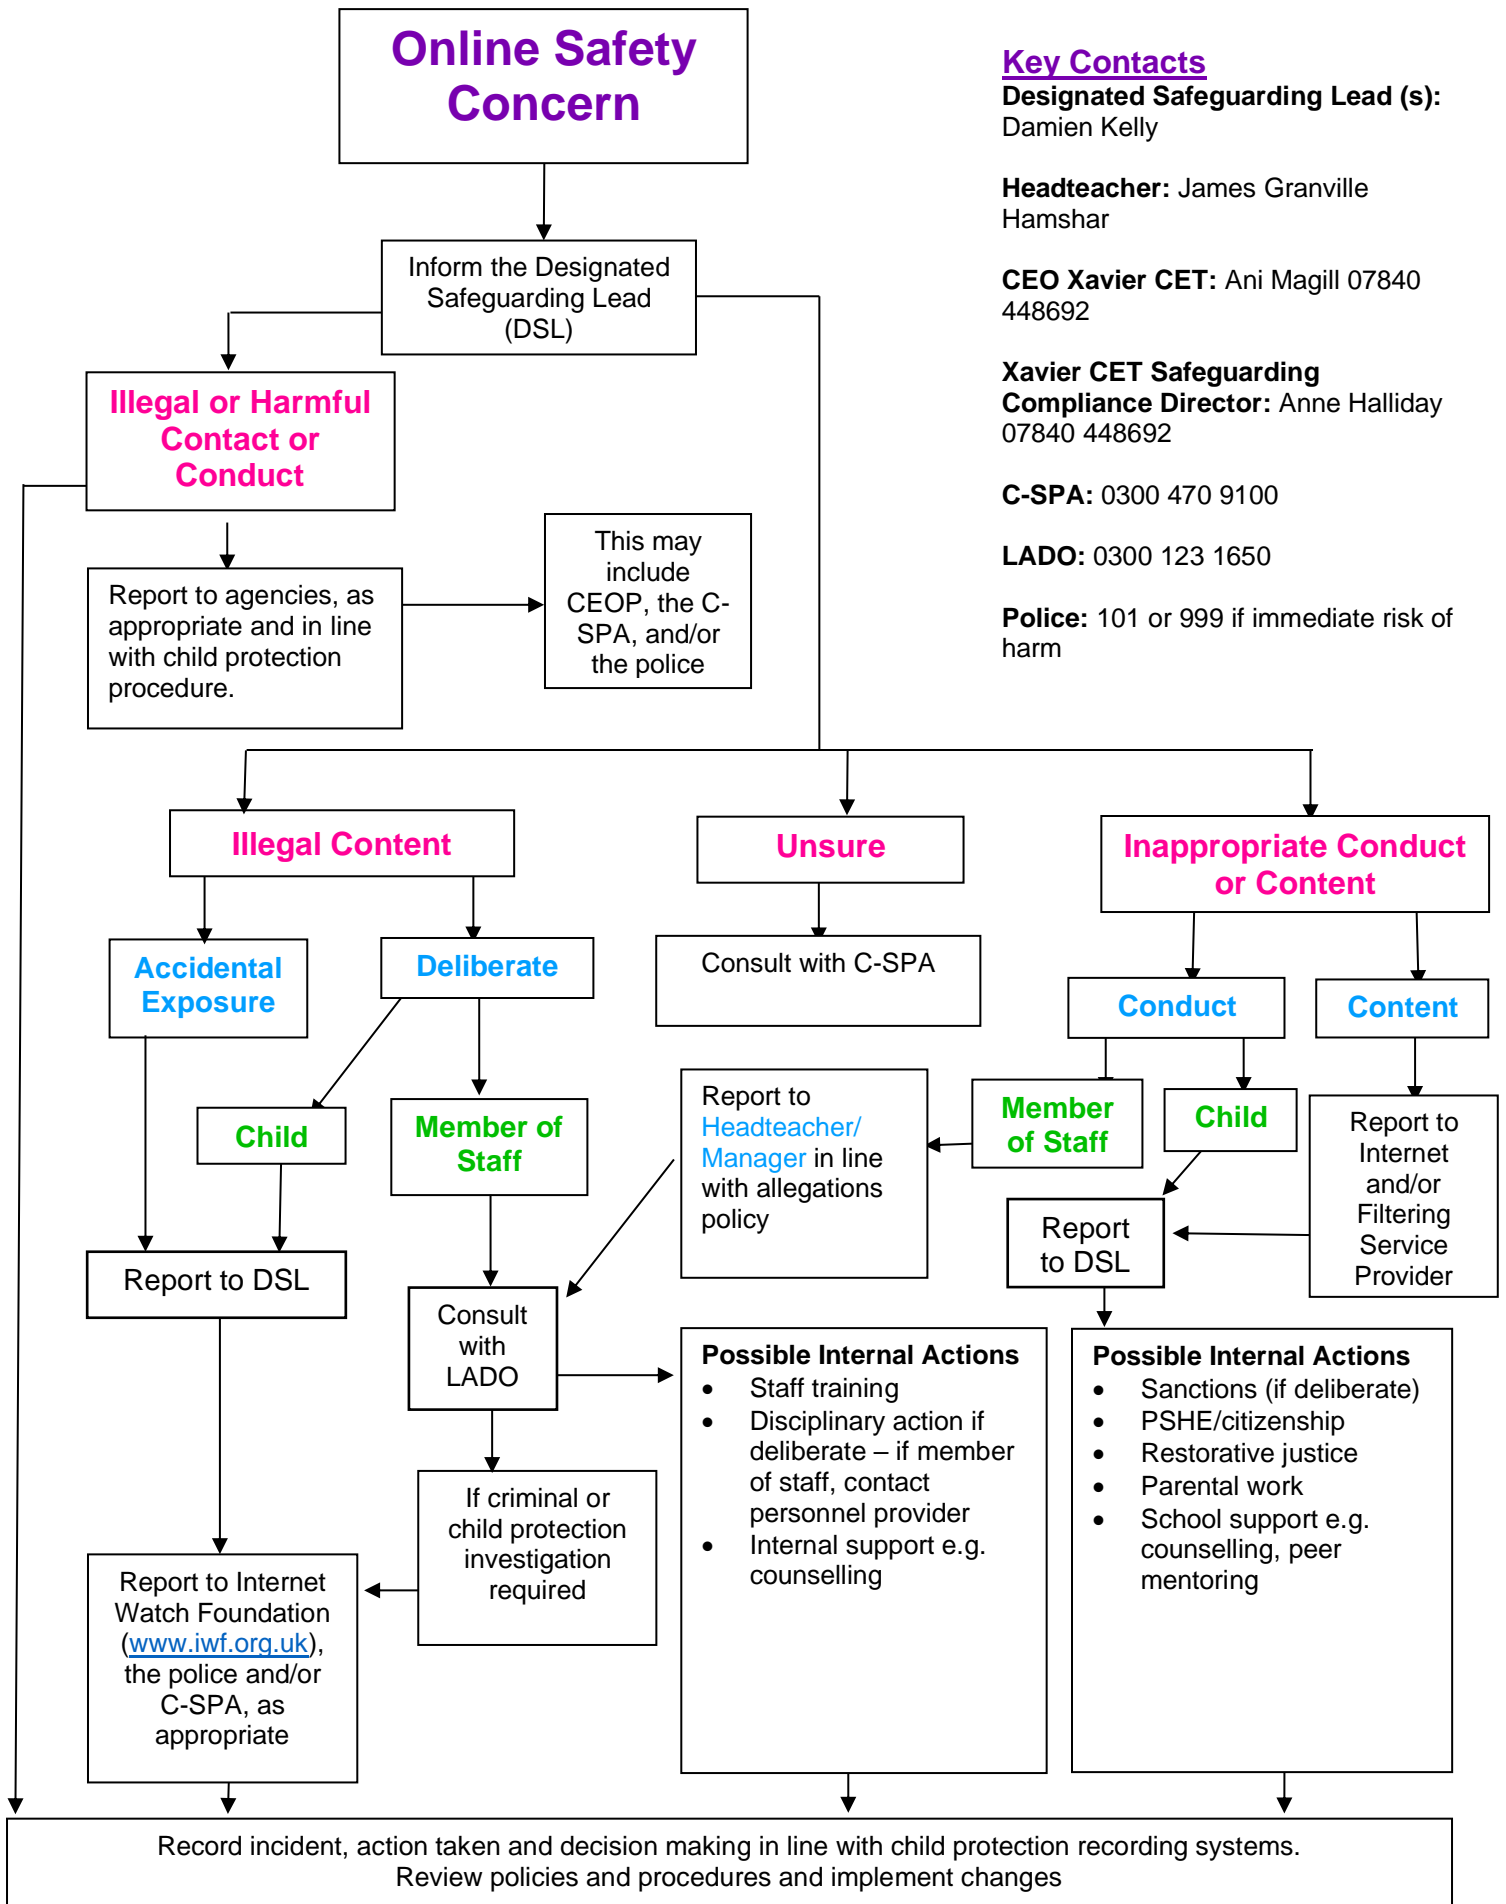 Online Safety
Concern
Key Contacts
Designated Safeguarding Lead (s):
Damien Kelly
Headteacher: James Granville
Hamshar
CEO Xavier CET: Ani Magill 07840
448692
Xavier CET Safeguarding
Compliance Director: Anne Halliday
07840 448692
C-SPA: 0300 470 9100
LADO: 0300 123 1650
Police: 101 or 999 if immediate risk of
harm
Inform the Designated
Safeguarding Lead
(DSL)
Illegal or Harmful
Contact or
Conduct
Report to agencies, as
appropriate and in line
with child protection
procedure.
This may
include
CEOP, the C-
SPA, and/or
the police
Illegal Content
Unsure
Inappropriate Conduct
or Content
Accidental
Exposure
Deliberate
Consult with C-SPA
Conduct
Content
Child
Member of
Staff
Report to
Headteacher/
Manager in line
with allegations
policy
Member
of Staff
Child
Report to
Internet
and/or
Filtering
Service
Provider
Report to DSL
Consult
with
LADO
Report
to DSL
Possible Internal Actions
• Staff training
• Disciplinary action if
deliberate – if member
of staff, contact
personnel provider
• Internal support e.g.
counselling
Possible Internal Actions
• Sanctions (if deliberate)
• PSHE/citizenship
• Restorative justice
• Parental work
• School support e.g.
counselling, peer
mentoring
If criminal or
child protection
investigation
required
Report to Internet
Watch Foundation
(www.iwf.org.uk),
the police and/or
C-SPA, as
appropriate
Record incident, action taken and decision making in line with child protection recording systems.
Review policies and procedures and implement changes